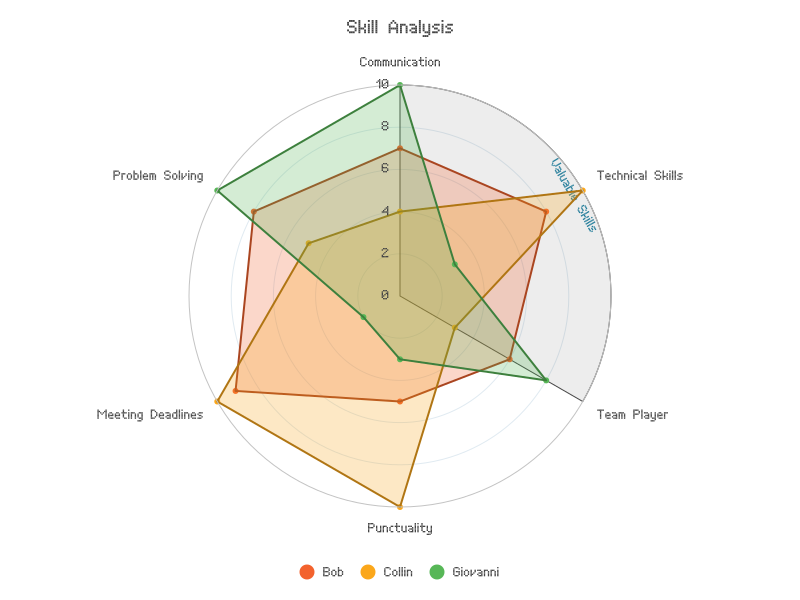 Skill Analysis
Communication
10
8
6
4
2
0
Technical Skills
Valuable Skills
Problem Solving
Meeting Deadlines
Team Player
Punctuality
Bob
Collin
Giovanni